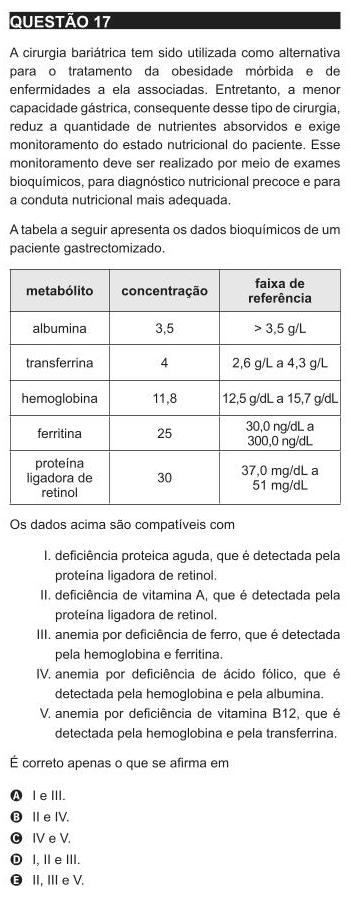 QUESTÃO 17
A cirurgia bariátrica tem sido utilizada como alternativa
para o tratamento da obesidade mórbida e de
enfermidades a ela associadas. Entretanto, a menor
capacidade gástrica, consequente desse tipo de cirurgia,
reduz a quantidade de nutrientes absorvidos e exige
monitoramento do estado nutricional do paciente. Esse
monitoramento deve ser realizado por meio de exames
bioquímicos, para diagnóstico nutricional precoce e para
a conduta nutricional mais adequada.
A tabela a seguir apresenta os dados bioquímicos de um
paciente gastrectomizado.
metabólito concentração faixa de
referência
albumina 3,5 > 3,5 g/L
transferrina 4 2,6 g/L a 4,3 g/L
hemoglobina 11,8 12,5 g/dL a 15,7 g/dL
ferritina 25 30,0 ng/dL a
300,0 ng/dL
proteína
ligadora de
retinol 30 37,0 mg/dL a
51 mg/dL
Os dados acima são compatíveis com
I. deficiência proteica aguda, que é detectada pela
proteína ligadora de retinol.
II. deficiência de vitamina A, que é detectada pela
proteína ligadora de retinol.
III. anemia por deficiência de ferro, que é detectada
pela hemoglobina e ferritina.
IV. anemia por deficiência de ácido fólico, que é
detectada pela hemoglobina e pela albumina.
V. anemia por deficiência de vitamina B12, que é
detectada pela hemoglobina e pela transferrina.
É correto apenas o que se afirma em
A I e III.
B II e IV.
C IV e V.
D I, II e III.
E II, III e V.